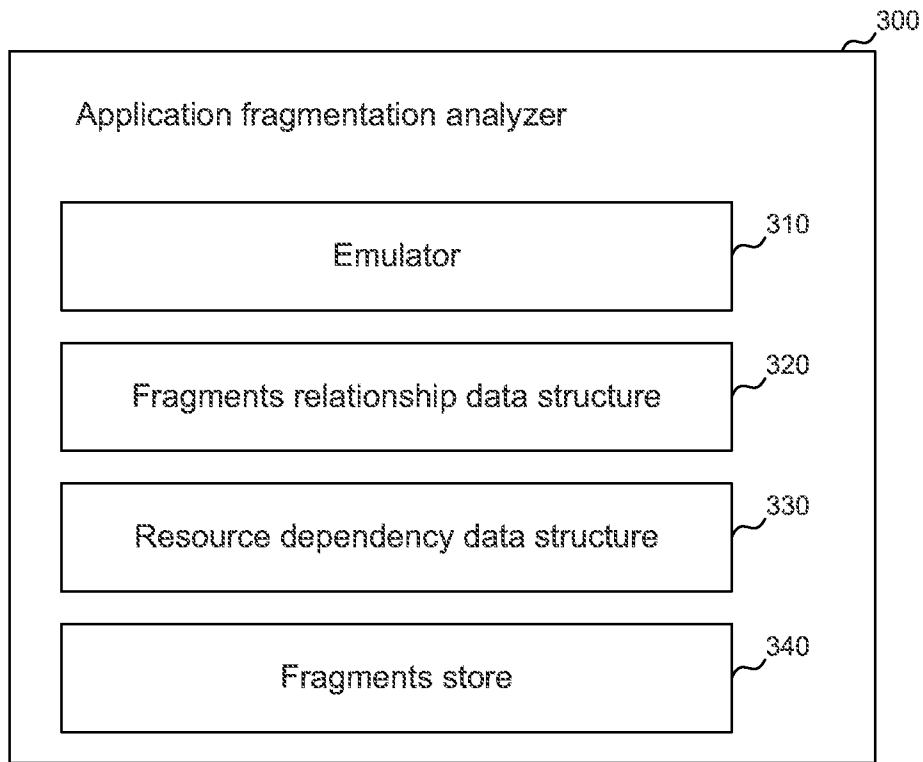 300
Application fragmentation analyzer
310
Emulator
320
Fragments relationship data structure
330
Resource dependency data structure
340
Fragments store